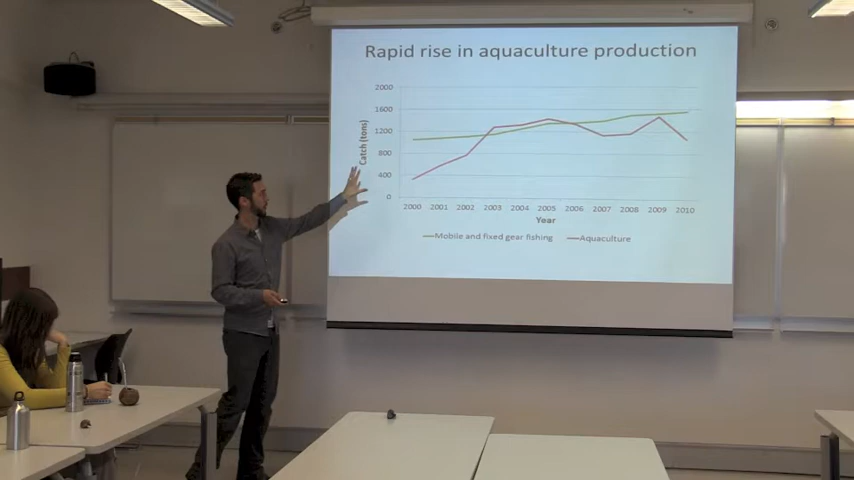 Rapid rise in aquaculture production
2000
1600
1200
800
400
0
Catch (tons)
2000 2001 2002 2003 2004 2005 2006 2007 2008 2009 2010
Year
Mobile and fixed gear fishing Aquaculture